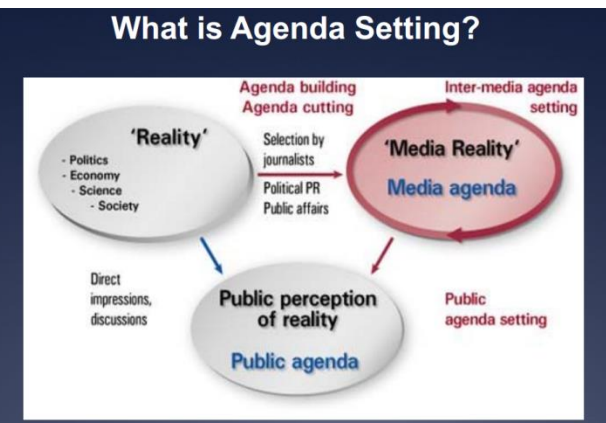 What is Agenda Setting?
Agenda building
Agenda cutting
Inter-media agenda
setting
'Reality'
- Politics
- Economy
- Science
- Society
Selection by
journalists
Political PR
Public affairs
'Media Reality'
Media agenda
Direct
impressions,
discussions
Public perception
of reality
Public agenda
Public
agenda setting